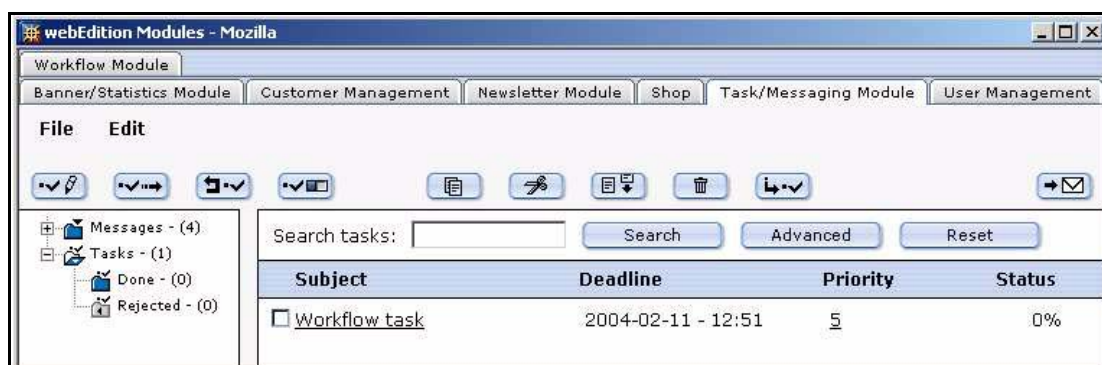 webEdition Modules - Mozilla
Workflow Module
Banner/Statistics Module Customer Management Newsletter Module Shop Task/Messaging Module User Management
File Edit
Messages - (4)
Tasks - (1)
Done - (0)
Rejected - (0)
Search tasks: Search Advanced Reset
Subject Deadline Priority Status
Workflow task 2004-02-11 - 12:51 5 0%